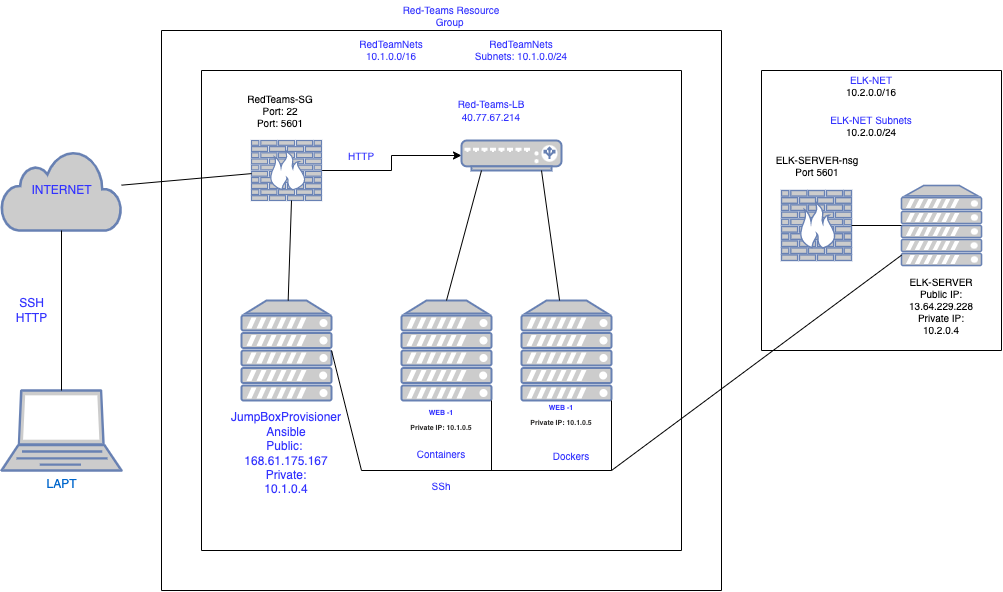 Red-Teams Resource
Group
RedTeamNets
10.1.0.0/16
RedTeamNets
Subnets: 10.1.0.0/24
RedTeams-SG
Port: 22
Port: 5601
Red-Teams-LB
40.77.67.214
HTTP
INTERNET
SSH
HTTP
LAPT
JumpBoxProvisioner
Ansible
Public:
168.61.175.167
Private:
10.1.0.4
WEB -1
Private IP: 10.1.0.5
Containers
WEB -1
Private IP: 10.1.0.5
Dockers
SSh
ELK-NET
10.2.0.0/16
ELK-NET Subnets
10.2.0.0/24
ELK-SERVER-nsg
Port 5601
ELK-SERVER
Public IP:
13.64.229.228
Private IP:
10.2.0.4